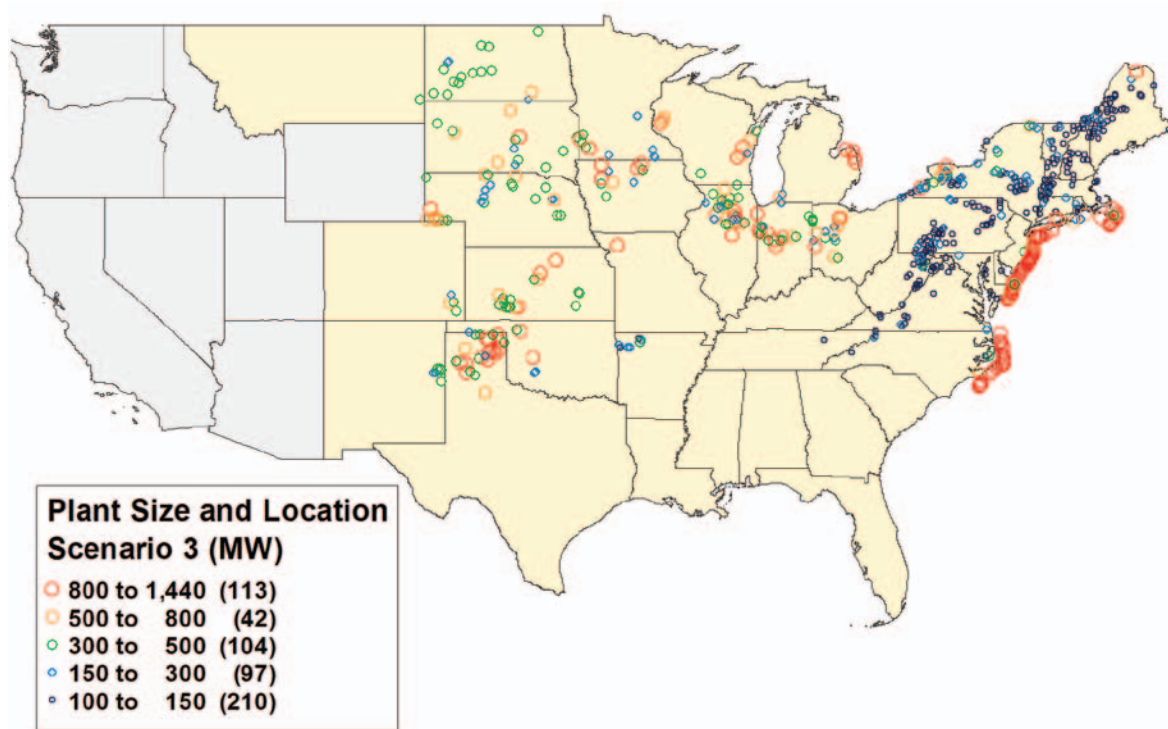 Plant Size and Location
Scenario 3 (MW)
800 to 1,440 (113)
500 to 800 (42)
300 to 500 (104)
150 to 300 (97)
100 to 150 (210)